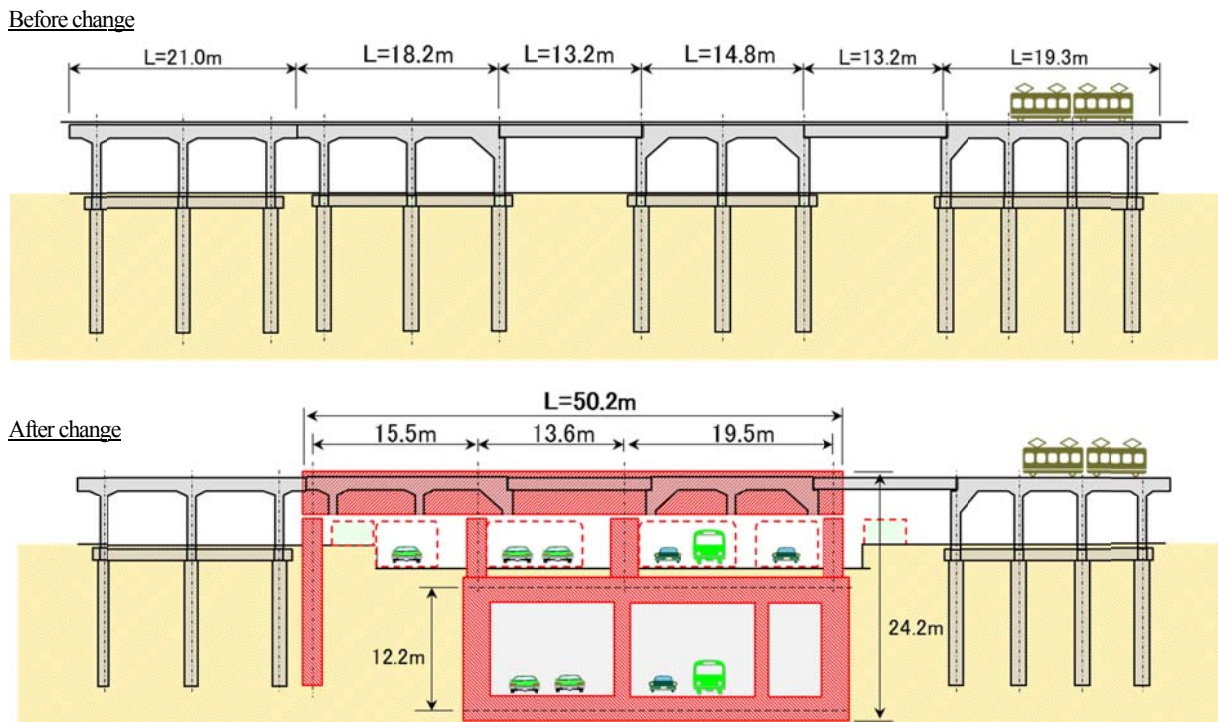 Before change
L=21.0m
L=18.2m
L=13.2m
L=14.8m
L=13.2m
L=19.3m
After change
L=50.2m
15.5m
13.6m
19.5m
12.2m
24.2m